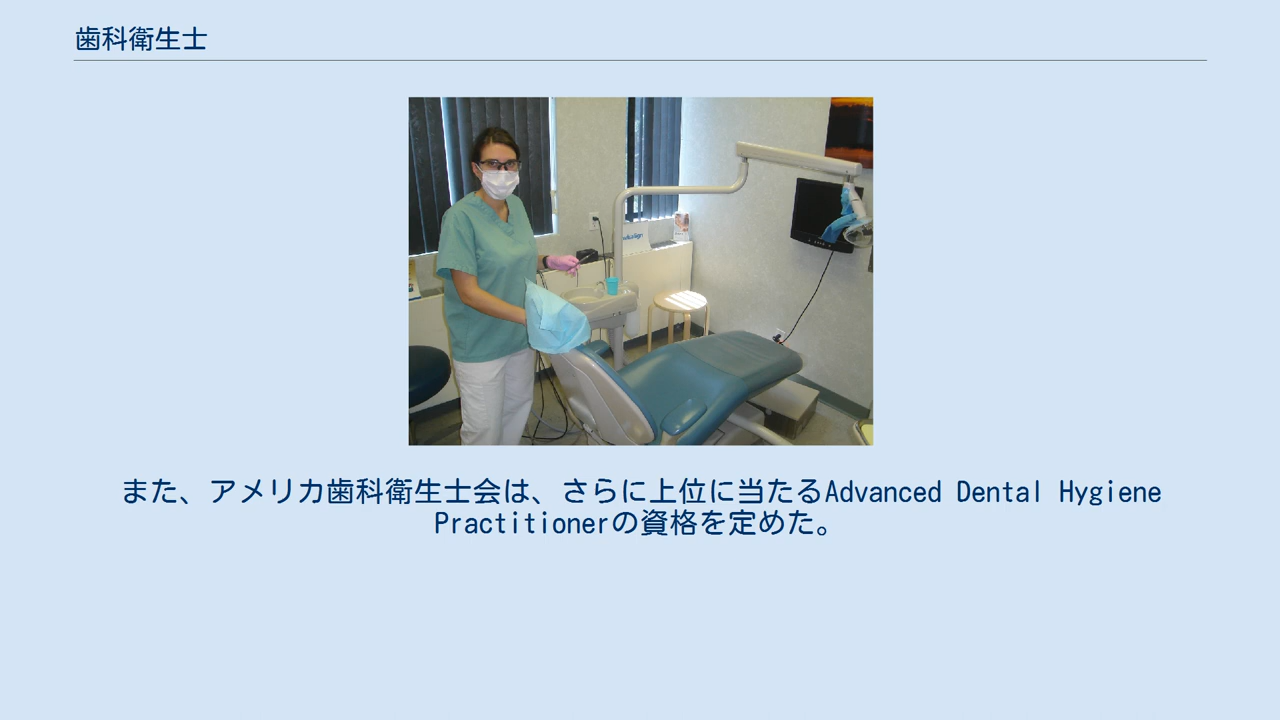 歯科衛生士
また、アメリカ歯科衛生士会は、さらに上位に当たるAdvanced Dental Hygiene
Practitionerの資格を定めた。